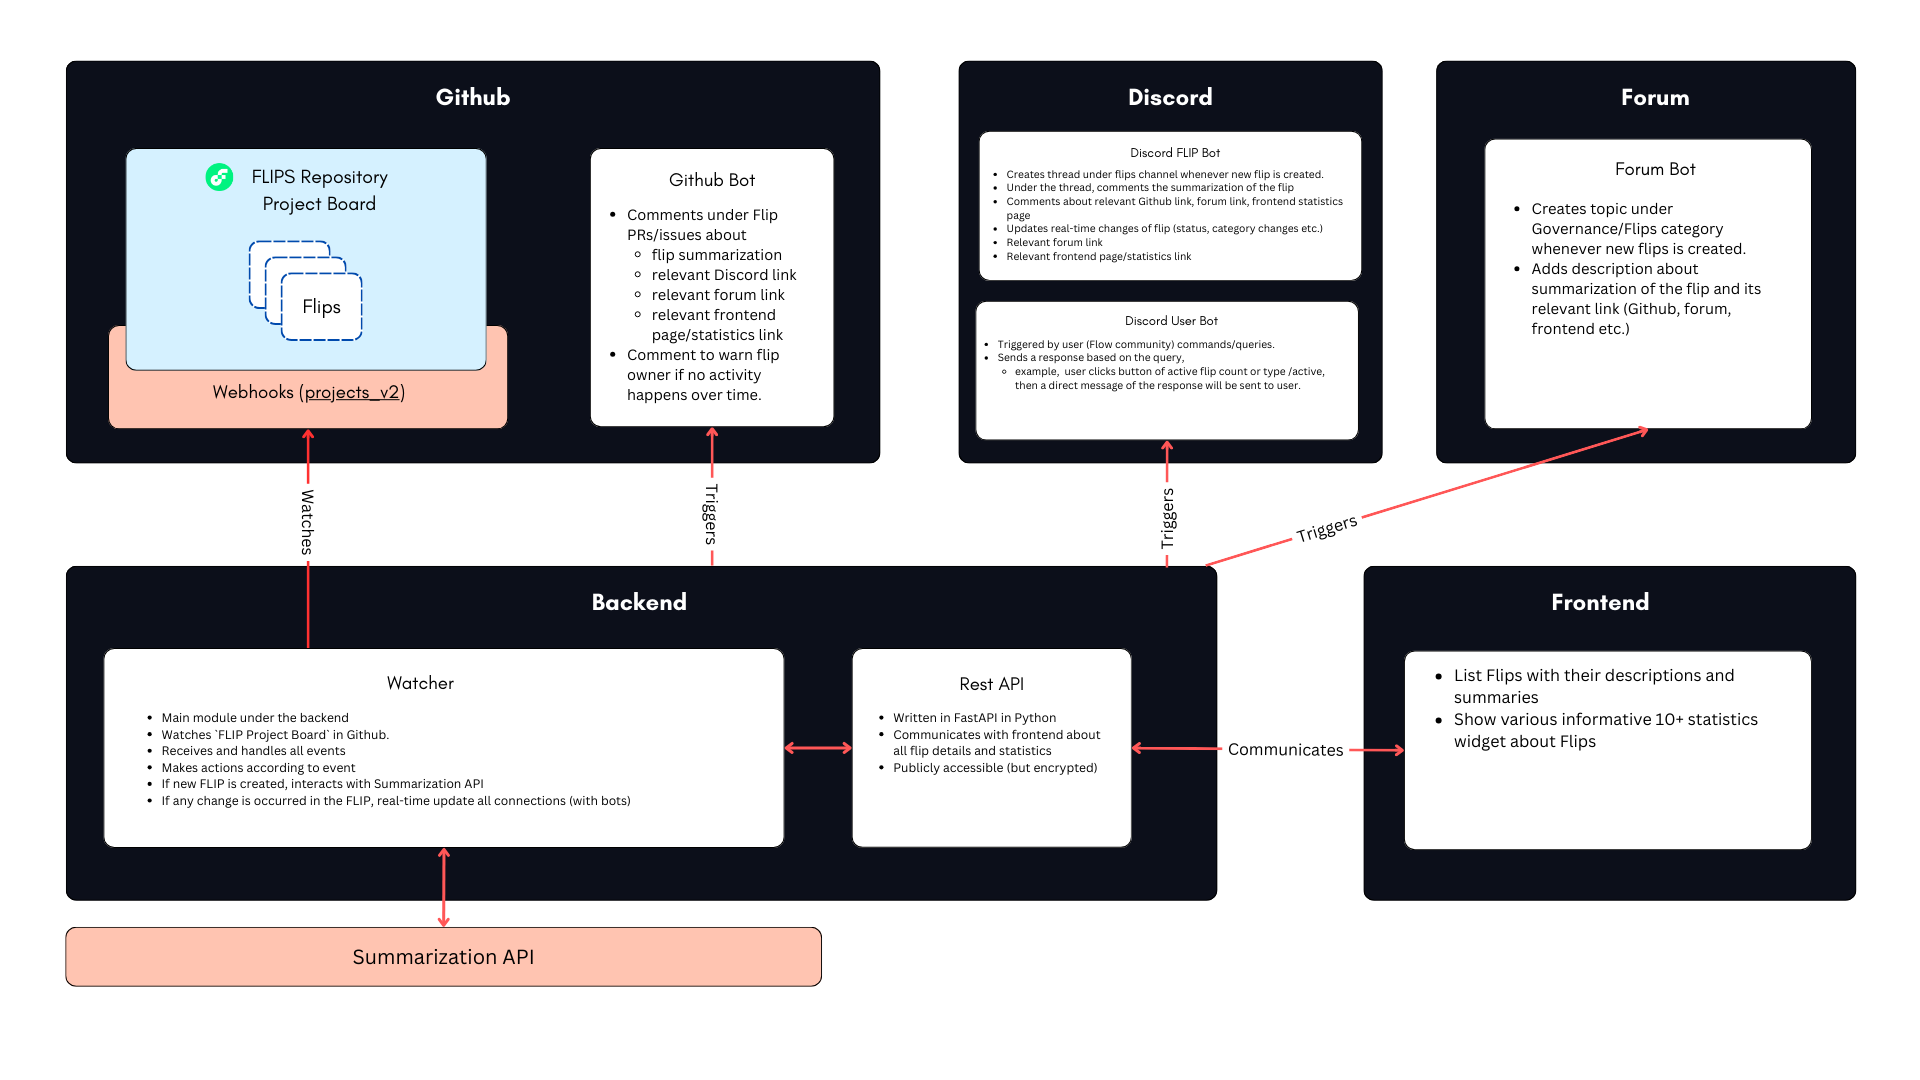 Github
FLIPS Repository
Project Board
Flips
Webhooks (projects_v2)
Github Bot
• Comments under Flip
PRs/issues about
◦ flip summarization
◦ relevant Discord link
◦ relevant forum link
◦ relevant frontend
page/statistics link
• Comment to warn flip
owner if no activity
happens over time.
Discord
Discord FLIP Bot
• Creates thread under flips channel whenever new flip is created.
• Under the thread, comments the summarization of the flip
• Comments about relevant Github link, forum link, frontend statistics
page
• Updates real-time changes of flip (status, category changes etc.)
• Relevant forum link
• Relevant frontend page/statistics link
Discord User Bot
• Triggered by user (Flow community) commands/queries.
• Sends a response based on the query,
◦ example, user clicks button of active flip count or type /active,
then a direct message of the response will be sent to user.
Forum
Forum Bot
• Creates topic under
Governance/Flips category
whenever new flips is created.
• Adds description about
summarization of the flip and its
relevant link (Github, forum,
frontend etc.)
Watches
Triggers
Triggers
Triggers
Backend
Watcher
• Main module under the backend
• Watches `FLIP Project Board` in Github.
• Receives and handles all events
• Makes actions according to event
• If new FLIP is created, interacts with Summarization API
• If any change is occurred in the FLIP, real-time update all connections (with bots)
Rest API
• Written in FastAPI in Python
• Communicates with frontend about
all flip details and statistics
• Publicly accessible (but encrypted)
Communicates
Frontend
• List Flips with their descriptions and
summaries
• Show various informative 10+ statistics
widget about Flips
Summarization API